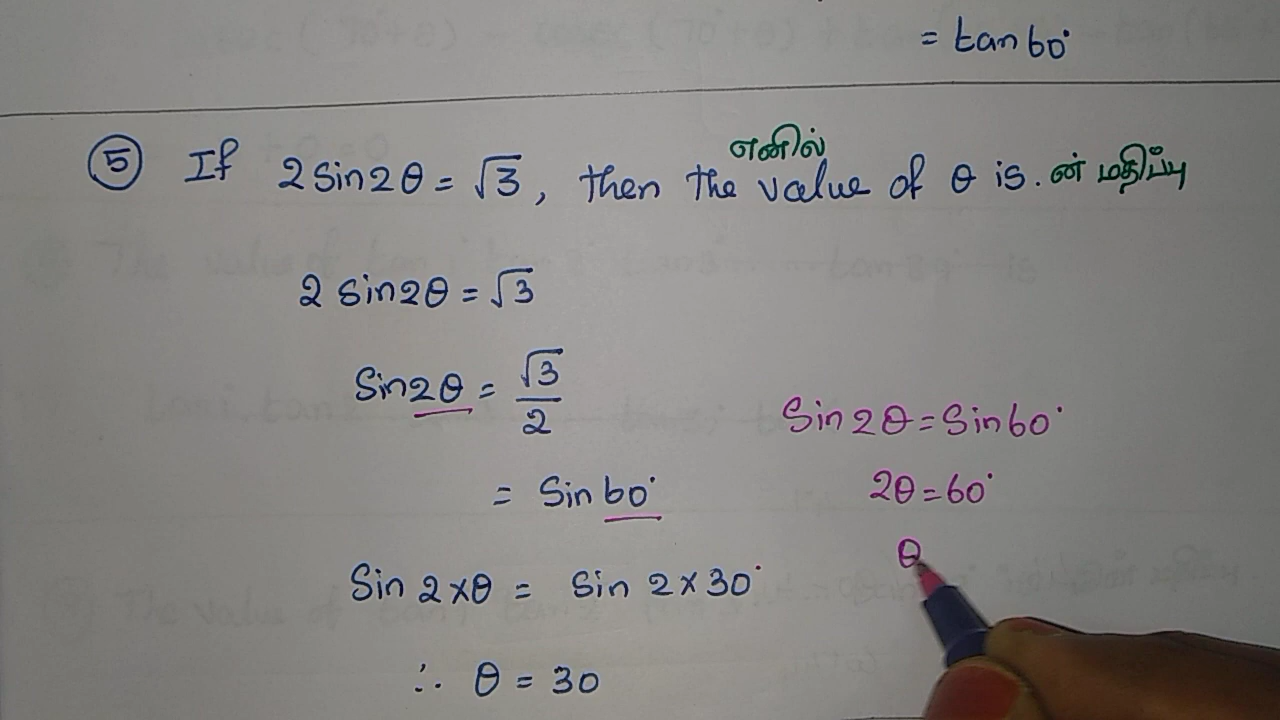 = tan 60°
⑤ If 2 Sin 2θ = √3, then the value of θ is. ன் மதிப்பு
எனில்
2 Sin 2θ = √3
Sin 2θ = √3/2
= Sin 60°
Sin 2×θ = Sin 2×30°
∴ θ = 30
Sin 2θ = Sin 60°
2θ = 60°
θ